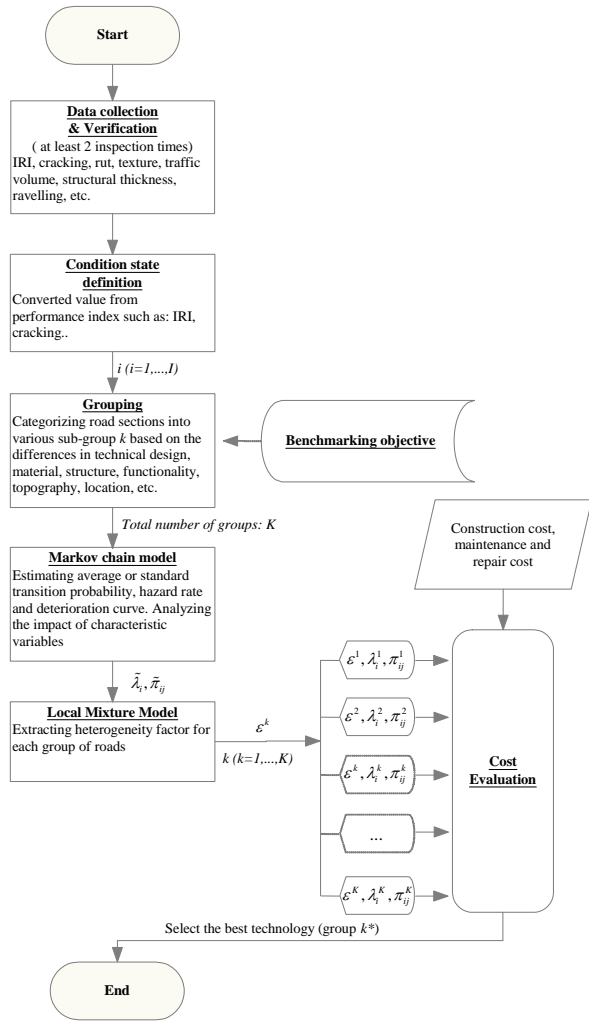 Start
Data collection
& Verification
( at least 2 inspection times)
IRI, cracking, rut, texture, traffic
volume, structural thickness,
ravelling, etc.
Condition state
definition
Converted value from
performance index such as: IRI,
cracking..
i (i=1,...,I)
Grouping
Categorizing road sections into
various sub-group k based on the
differences in technical design,
material, structure, functionality,
topography, location, etc.
Benchmarking objective
Total number of groups: K
Markov chain model
Estimating average or standard
transition probability, hazard rate
and deterioration curve. Analyzing
the impact of characteristic
variables
Construction cost,
maintenance and
repair cost
λ̃ᵢ, π̃ᵢⱼ
Local Mixture Model
Extracting heterogeneity factor for
each group of roads
εᵏ
k (k=1,...,K)
ε¹, λᵢ¹, πᵢⱼ¹
ε², λᵢ², πᵢⱼ²
εᵏ, λᵢᵏ, πᵢⱼᵏ
...
εᴷ, λᵢᴷ, πᵢⱼᴷ
Cost
Evaluation
Select the best technology (group k*)
End